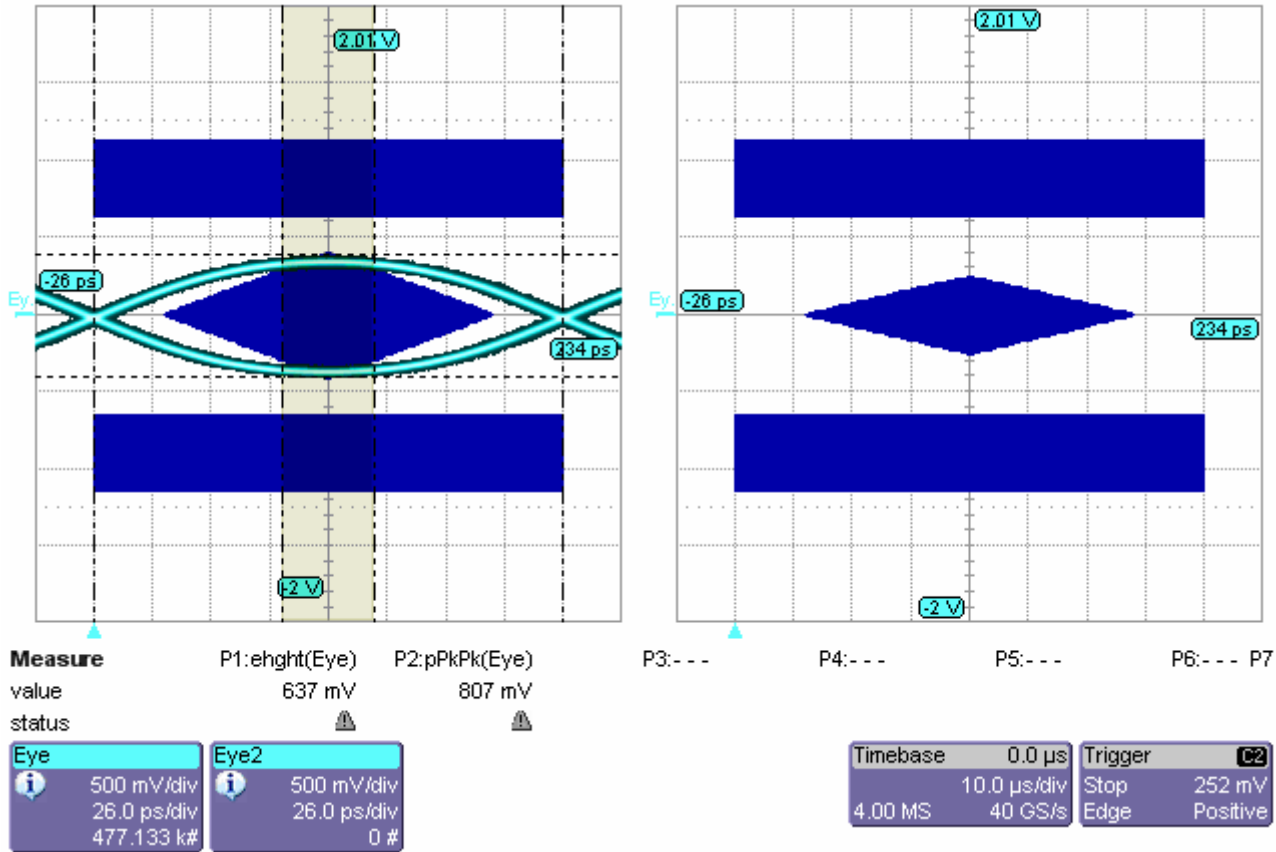 2.01 V
2.01 V
-26 ps
Ey.
Ey.
-26 ps
234 ps
234 ps
-2 V
-2 V
Measure P1:ehght(Eye) P2:pPkPk(Eye) P3:- - - P4:- - - P5:- - - P6:- - - P7
value 637 mV 807 mV
status
Eye
500 mV/div
26.0 ps/div
477.133 k#
Eye2
500 mV/div
26.0 ps/div
0 #
Timebase 0.0 µs
10.0 µs/div
4.00 MS 40 GS/s
Trigger C2
Stop 252 mV
Edge Positive